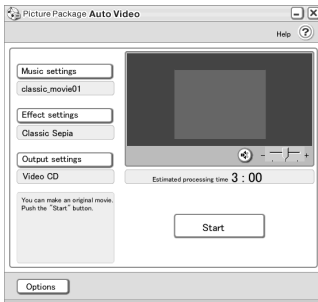 Picture Package Auto Video
Help ?
Music settings
classic_movie01
Effect settings
Classic Sepia
Output settings
Video CD
- +
Estimated processing time 3 : 00
You can make an original movie.
Push the "Start" button.
Start
Options